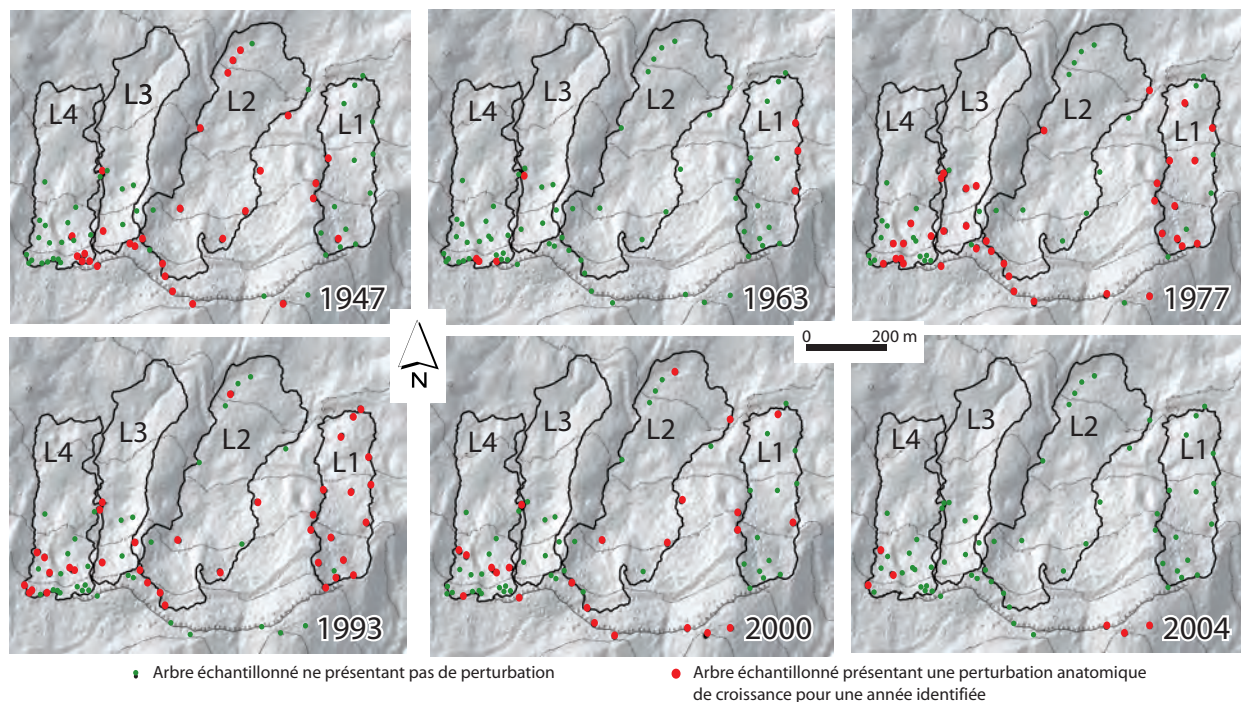 L4
L3
L2
L1
1947
L4
L3
L2
L1
1963
L4
L3
L2
L1
1977
N
0 200 m
L4
L3
L2
L1
1993
L4
L3
L2
L1
2000
L4
L3
L2
L1
2004
Arbre échantillonné ne présentant pas de perturbation
Arbre échantillonné présentant une perturbation anatomique
de croissance pour une année identifiée